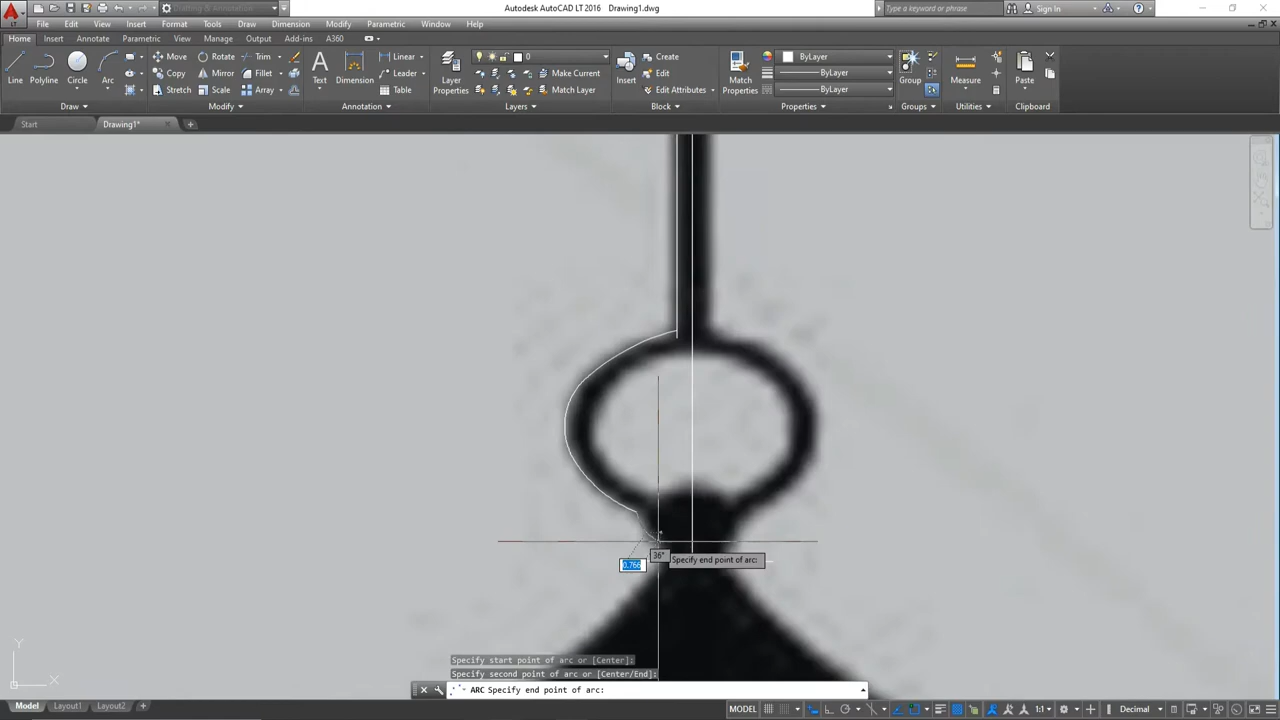 Autodesk AutoCAD LT 2016 Drawing1.dwg
Type a keyword or phrase
Sign In
LT
File Edit View Insert Format Tools Draw Dimension Modify Parametric Window Help
Home Insert Annotate Parametric View Manage Output Add-ins A360
Line Polyline Circle Arc
Move Rotate Trim
Copy Mirror Fillet
Stretch Scale Array
Text Dimension
Linear
Leader
Table
Layer Properties
0
Make Current
Match Layer
Insert
Create
Edit
Edit Attributes
Match Properties
ByLayer
ByLayer
ByLayer
Group
Measure
Paste
Draw Modify Annotation Layers Block Properties Groups Utilities Clipboard
Start Drawing1*
36°
Specify end point of arc:
0.766
Y
X
Specify start point of arc or [Center]:
Specify second point of arc or [Center/End]:
ARC Specify end point of arc:
Model Layout1 Layout2
MODEL
1:1
Decimal